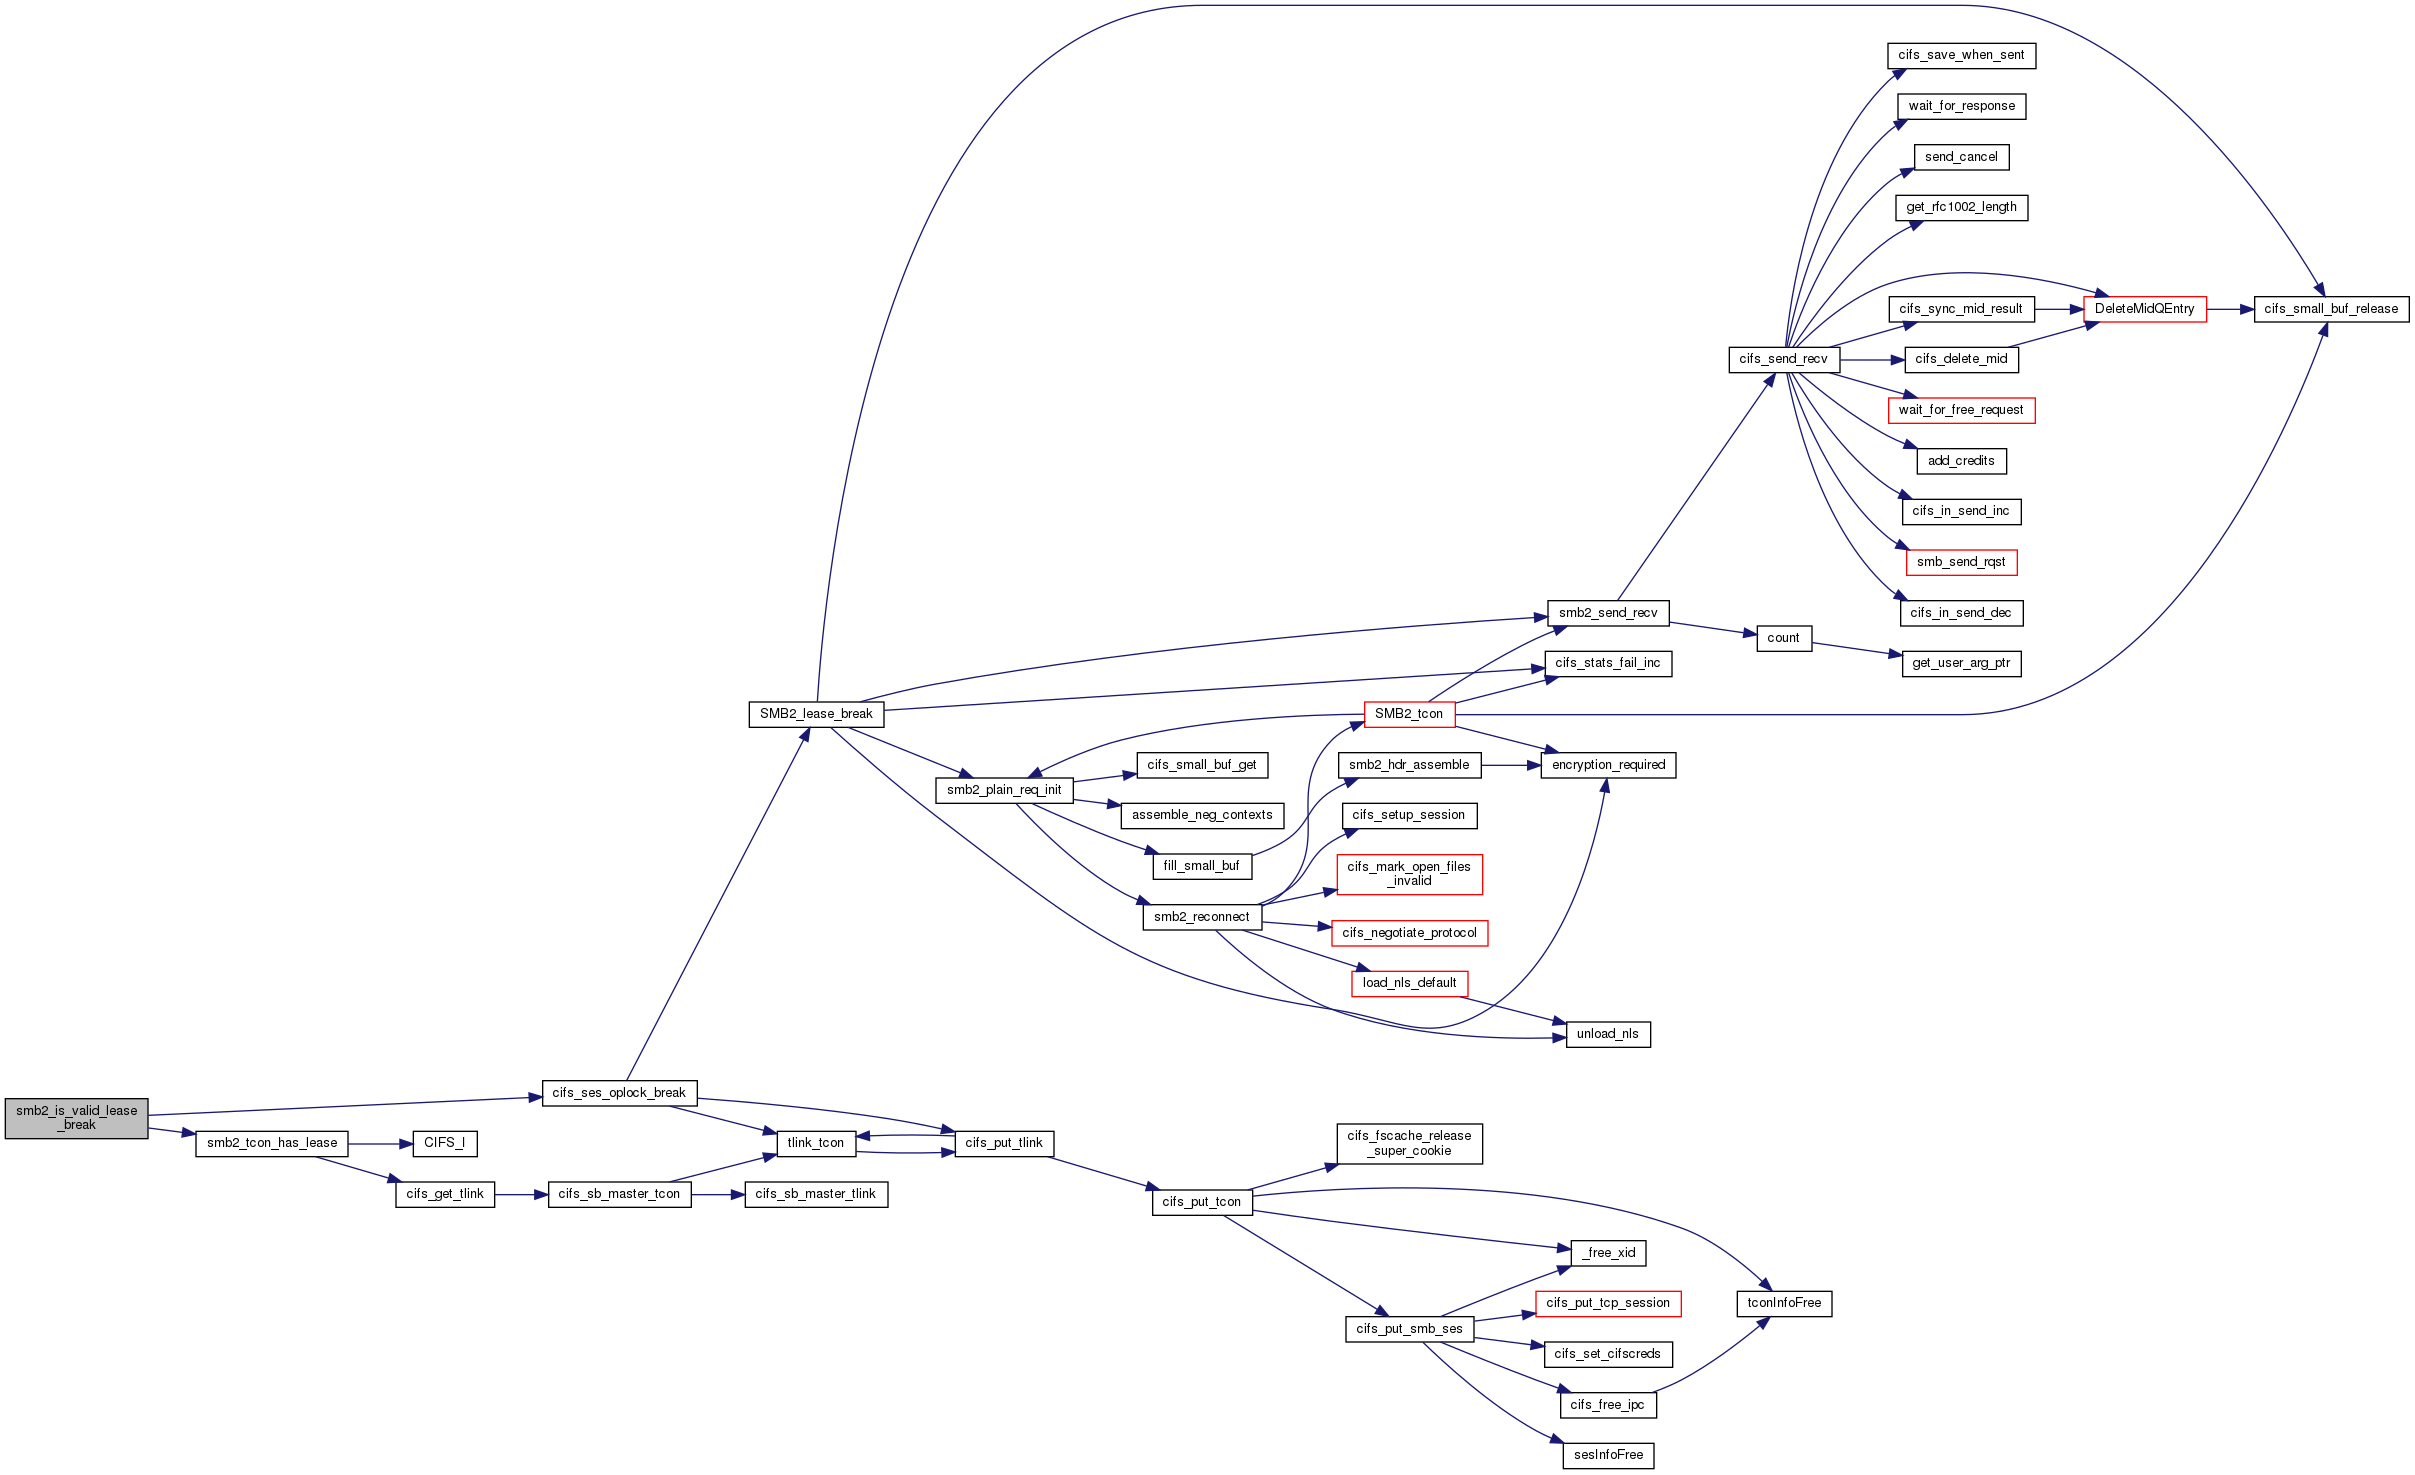 cifs_save_when_sent
wait_for_response
send_cancel
get_rfc1002_length
cifs_sync_mid_result
DeleteMidQEntry
cifs_small_buf_release
cifs_send_recv
cifs_delete_mid
wait_for_free_request
add_credits
cifs_in_send_inc
smb_send_rqst
smb2_send_recv
cifs_in_send_dec
count
cifs_stats_fail_inc
get_user_arg_ptr
SMB2_lease_break
SMB2_tcon
cifs_small_buf_get
smb2_hdr_assemble
encryption_required
smb2_plain_req_init
assemble_neg_contexts
cifs_setup_session
fill_small_buf
cifs_mark_open_files
_invalid
smb2_reconnect
cifs_negotiate_protocol
load_nls_default
unload_nls
cifs_ses_oplock_break
smb2_is_valid_lease
_break
smb2_tcon_has_lease
CIFS_I
tlink_tcon
cifs_put_tlink
cifs_fscache_release
_super_cookie
cifs_get_tlink
cifs_sb_master_tcon
cifs_sb_master_tlink
cifs_put_tcon
_free_xid
cifs_put_tcp_session
tconInfoFree
cifs_put_smb_ses
cifs_set_cifscreds
cifs_free_ipc
sesInfoFree